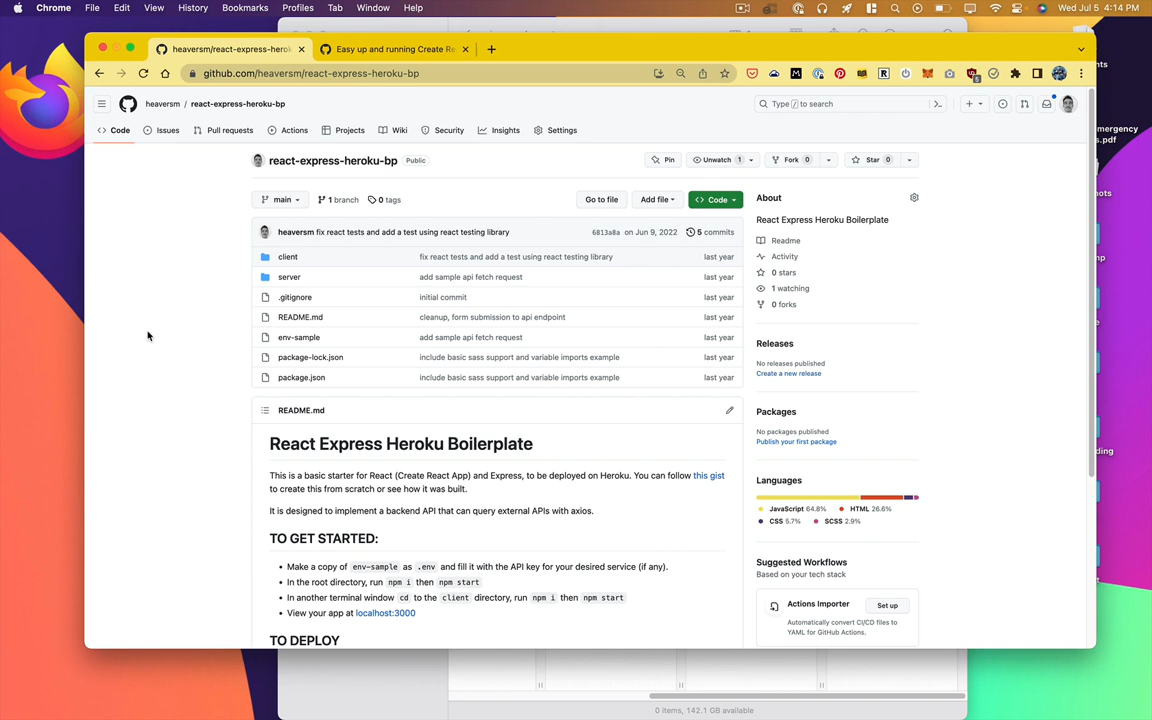 Chrome File Edit View History Bookmarks Profiles Tab Window Help Wed Jul 5 4:14 PM
heaversm/react-express-herok Easy up and running Create Re
github.com/heaversm/react-express-heroku-bp
heaversm / react-express-heroku-bp Type / to search
Code Issues Pull requests Actions Projects Wiki Security Insights Settings
react-express-heroku-bp Public Pin Unwatch 1 Fork 0 Star 0
main 1 branch 0 tags Go to file Add file Code
heaversm fix react tests and add a test using react testing library 6813a8a on Jun 9, 2022 5 commits
client fix react tests and add a test using react testing library last year
server add sample api fetch request last year
.gitignore initial commit last year
README.md cleanup, form submission to api endpoint last year
env-sample add sample api fetch request last year
package-lock.json include basic sass support and variable imports example last year
package.json include basic sass support and variable imports example last year
README.md
React Express Heroku Boilerplate
This is a basic starter for React (Create React App) and Express, to be deployed on Heroku. You can follow this gist
to create this from scratch or see how it was built.
It is designed to implement a backend API that can query external APIs with axios.
TO GET STARTED:
Make a copy of env-sample as .env and fill it with the API key for your desired service (if any).
In the root directory, run npm i then npm start
In another terminal window cd to the client directory, run npm i then npm start
View your app at localhost:3000
TO DEPLOY
About
React Express Heroku Boilerplate
Readme
Activity
0 stars
1 watching
0 forks
Releases
No releases published
Create a new release
Packages
No packages published
Publish your first package
Languages
JavaScript 64.8% HTML 26.6%
CSS 5.7% SCSS 2.9%
Suggested Workflows
Based on your tech stack
Actions Importer Set up
Automatically convert CI/CD files to
YAML for GitHub Actions.
0 items, 142.1 GB available
nts
mergency
.pdf
hots
mp
ding